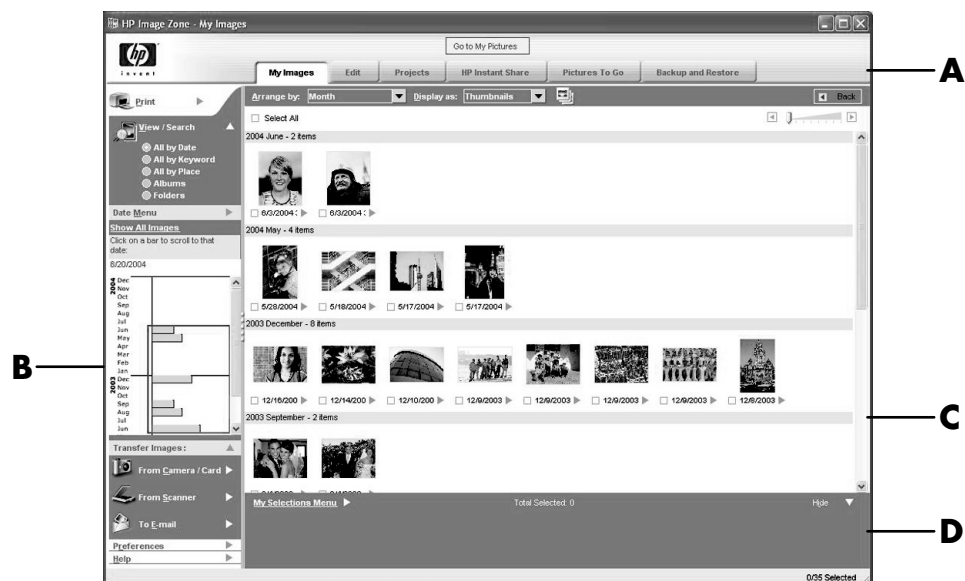 HP Image Zone - My Images
hp
invent
Go to My Pictures
My Images Edit Projects HP Instant Share Pictures To Go Backup and Restore
A
Print
Arrange by: Month Display as: Thumbnails Back
View / Search
Select All
All by Date
All by Keyword
All by Place
Albums
Folders
Date Menu
Show All Images
Click on a bar to scroll to that
date:
8/20/2004
2004
Dec
Nov
Oct
Sep
Aug
Jul
Jun
May
Apr
Mar
Feb
Jan
2003
Dec
Nov
Oct
Sep
Aug
Jul
Jun
B
2004 June - 2 items
6/3/2004 6/3/2004
2004 May - 4 items
5/28/2004 5/18/2004 5/17/2004 5/17/2004
2003 December - 8 items
12/16/200 12/14/200 12/10/200 12/9/2003 12/9/2003 12/9/2003 12/9/2003 12/8/2003
2003 September - 2 items
C
Transfer Images:
From Camera / Card
From Scanner
To E-mail
Preferences
Help
My Selections Menu Total Selected: 0 Hide
D
0/35 Selected